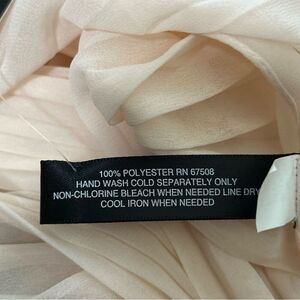 100% POLYESTER RN 67508
HAND WASH COLD SEPARATELY ONLY
NON-CHLORINE BLEACH WHEN NEEDED LINE DRY
COOL IRON WHEN NEEDED